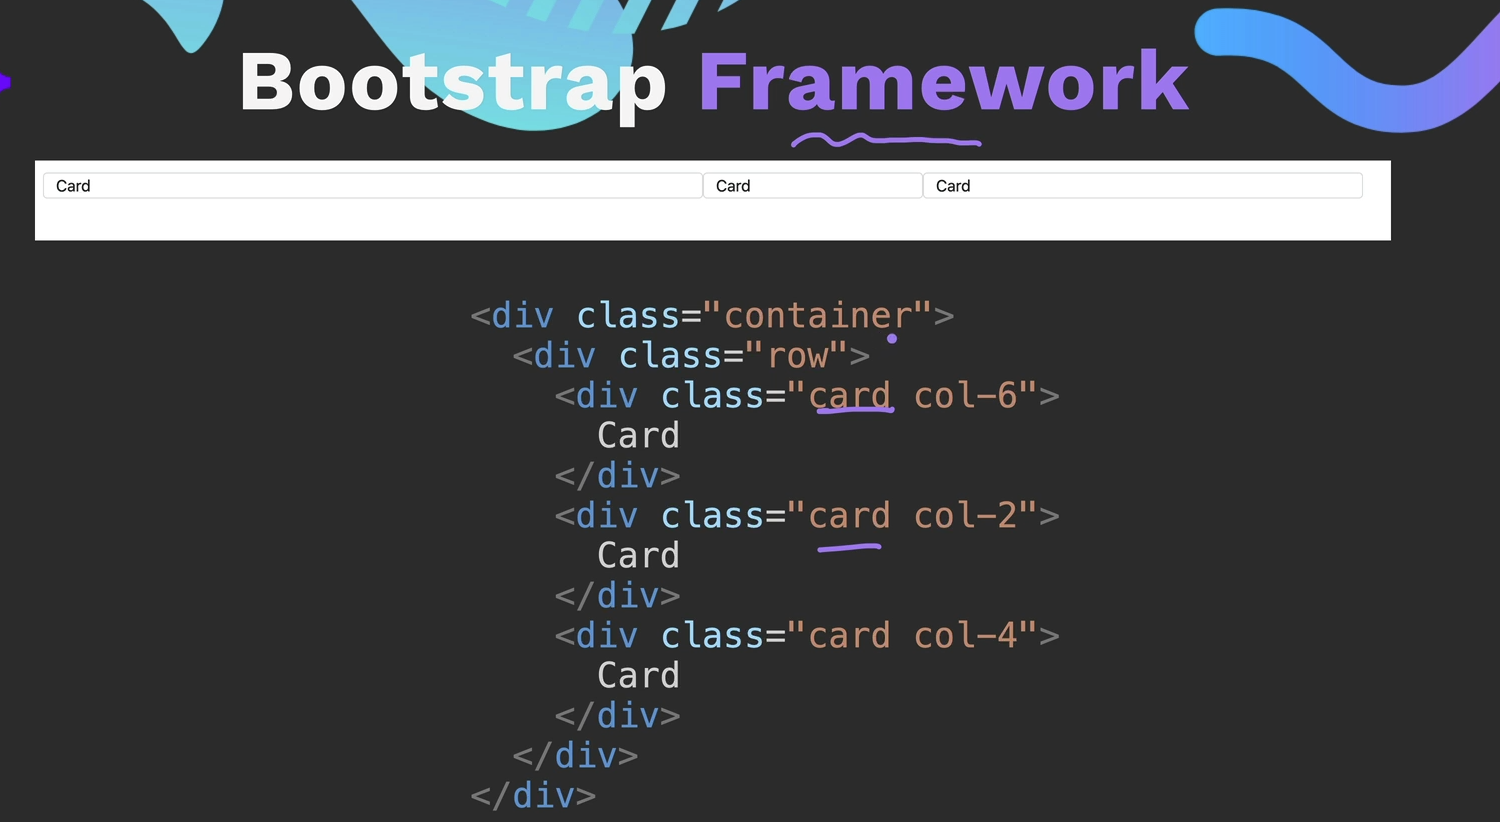 Bootstrap Framework
Card Card Card
<div class="container">
<div class="row">
<div class="card col-6">
Card
</div>
<div class="card col-2">
Card
</div>
<div class="card col-4">
Card
</div>
</div>
</div>